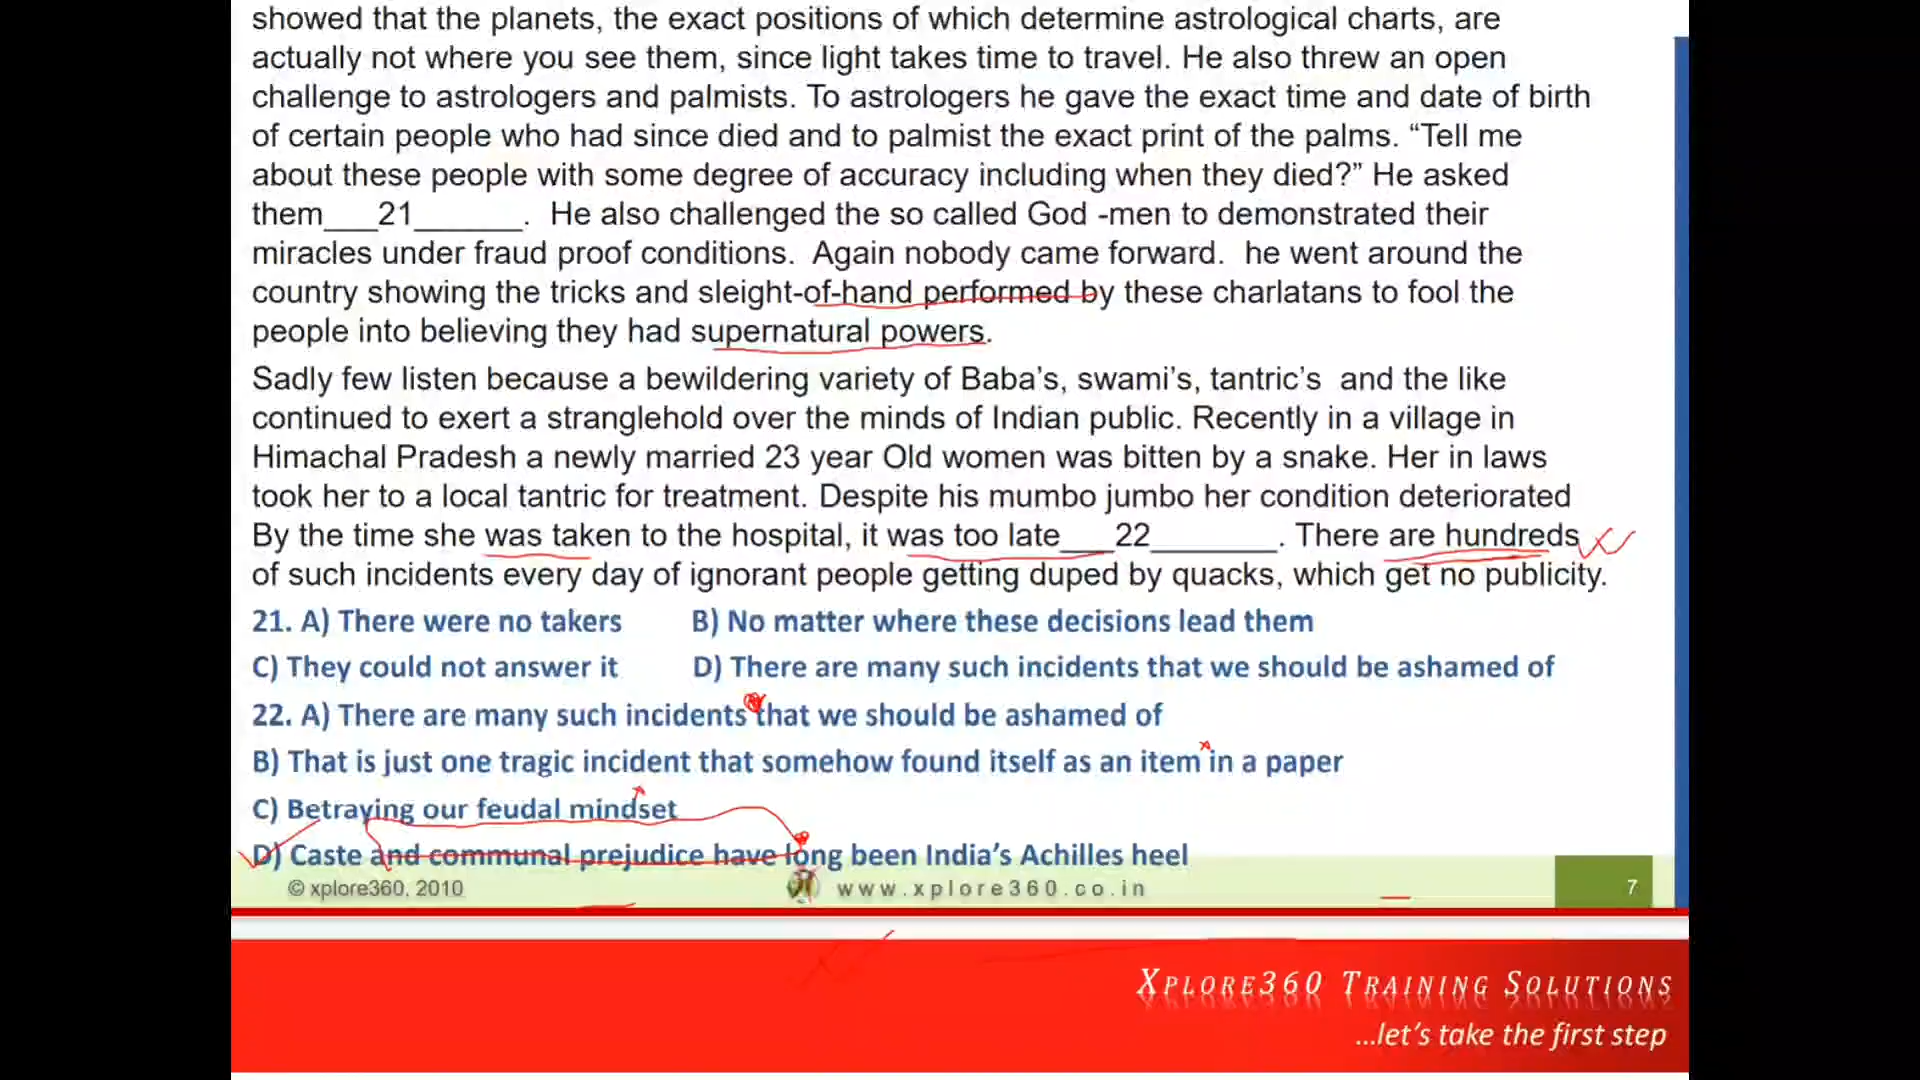 showed that the planets, the exact positions of which determine astrological charts, are
actually not where you see them, since light takes time to travel. He also threw an open
challenge to astrologers and palmists. To astrologers he gave the exact time and date of birth
of certain people who had since died and to palmist the exact print of the palms. “Tell me
about these people with some degree of accuracy including when they died?” He asked
them___21______. He also challenged the so called God -men to demonstrated their
miracles under fraud proof conditions. Again nobody came forward. he went around the
country showing the tricks and sleight-of-hand performed by these charlatans to fool the
people into believing they had supernatural powers.
Sadly few listen because a bewildering variety of Baba’s, swami’s, tantric’s and the like
continued to exert a stranglehold over the minds of Indian public. Recently in a village in
Himachal Pradesh a newly married 23 year Old women was bitten by a snake. Her in laws
took her to a local tantric for treatment. Despite his mumbo jumbo her condition deteriorated
By the time she was taken to the hospital, it was too late___22_______. There are hundreds
of such incidents every day of ignorant people getting duped by quacks, which get no publicity.
21. A) There were no takers B) No matter where these decisions lead them
C) They could not answer it D) There are many such incidents that we should be ashamed of
22. A) There are many such incidents that we should be ashamed of
B) That is just one tragic incident that somehow found itself as an item in a paper
C) Betraying our feudal mindset
D) Caste and communal prejudice have long been India’s Achilles heel
© xplore360, 2010 www.xplore360.co.in 7
XPLORE360 TRAINING SOLUTIONS
...let’s take the first step